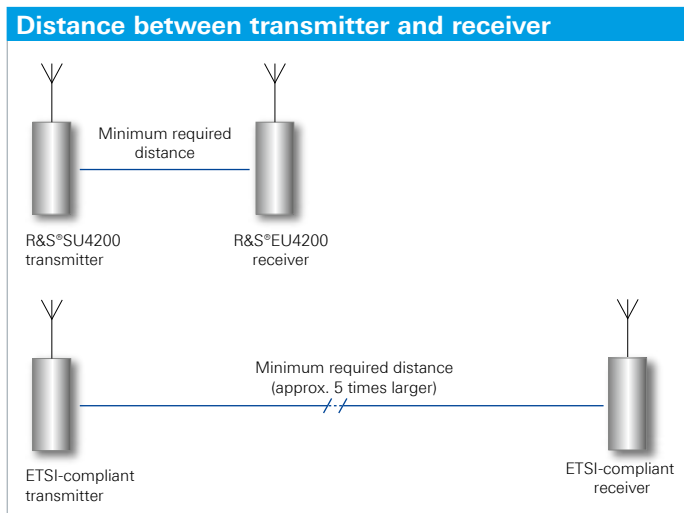 Distance between transmitter and receiver
Minimum required
distance
R&S®SU4200
transmitter
R&S®EU4200
receiver
Minimum required distance
(approx. 5 times larger)
ETSI-compliant
transmitter
ETSI-compliant
receiver